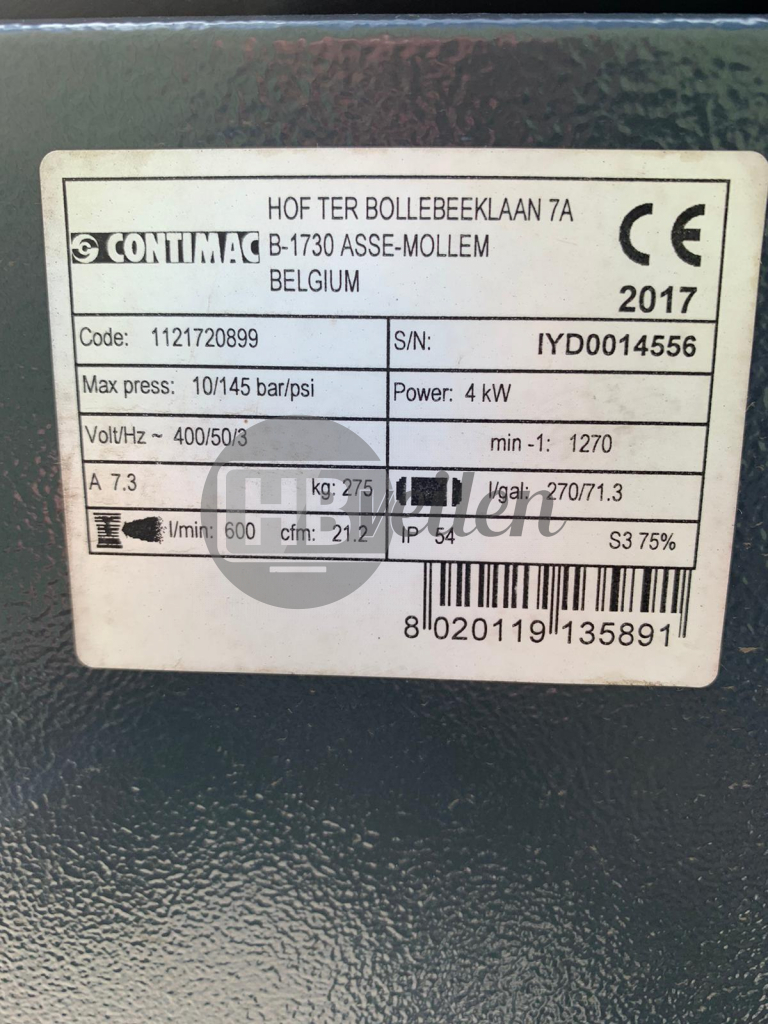 HOF TER BOLLEBEEKLAAN 7A
CONTIMAC B-1730 ASSE-MOLLEM
BELGIUM
CE
2017
Code: 1121720899 S/N: IYD0014556
Max press: 10/145 bar/psi Power: 4 kW
Volt/Hz ~ 400/50/3 min -1: 1270
A 7.3 kg: 275 l/gal: 270/71.3
l/min: 600 cfm: 21.2 IP 54 S3 75%
HBveilen
8 020119 135891